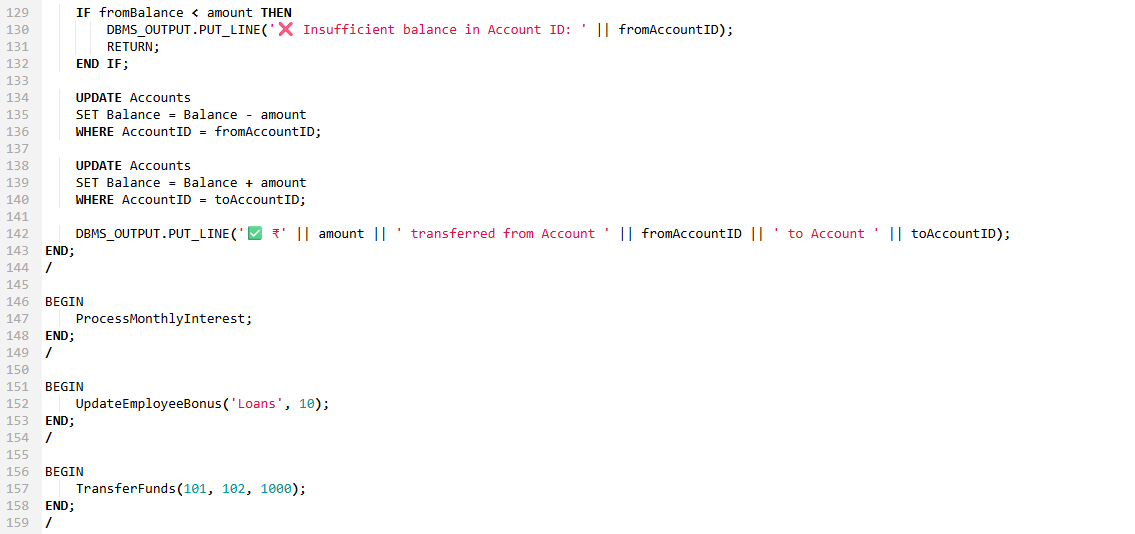 129 IF fromBalance < amount THEN
130 DBMS_OUTPUT.PUT_LINE('❌ Insufficient balance in Account ID: ' || fromAccountID);
131 RETURN;
132 END IF;
133
134 UPDATE Accounts
135 SET Balance = Balance - amount
136 WHERE AccountID = fromAccountID;
137
138 UPDATE Accounts
139 SET Balance = Balance + amount
140 WHERE AccountID = toAccountID;
141
142 DBMS_OUTPUT.PUT_LINE('✅ ₹' || amount || ' transferred from Account ' || fromAccountID || ' to Account ' || toAccountID);
143 END;
144 /
145
146 BEGIN
147 ProcessMonthlyInterest;
148 END;
149 /
150
151 BEGIN
152 UpdateEmployeeBonus('Loans', 10);
153 END;
154 /
155
156 BEGIN
157 TransferFunds(101, 102, 1000);
158 END;
159 /